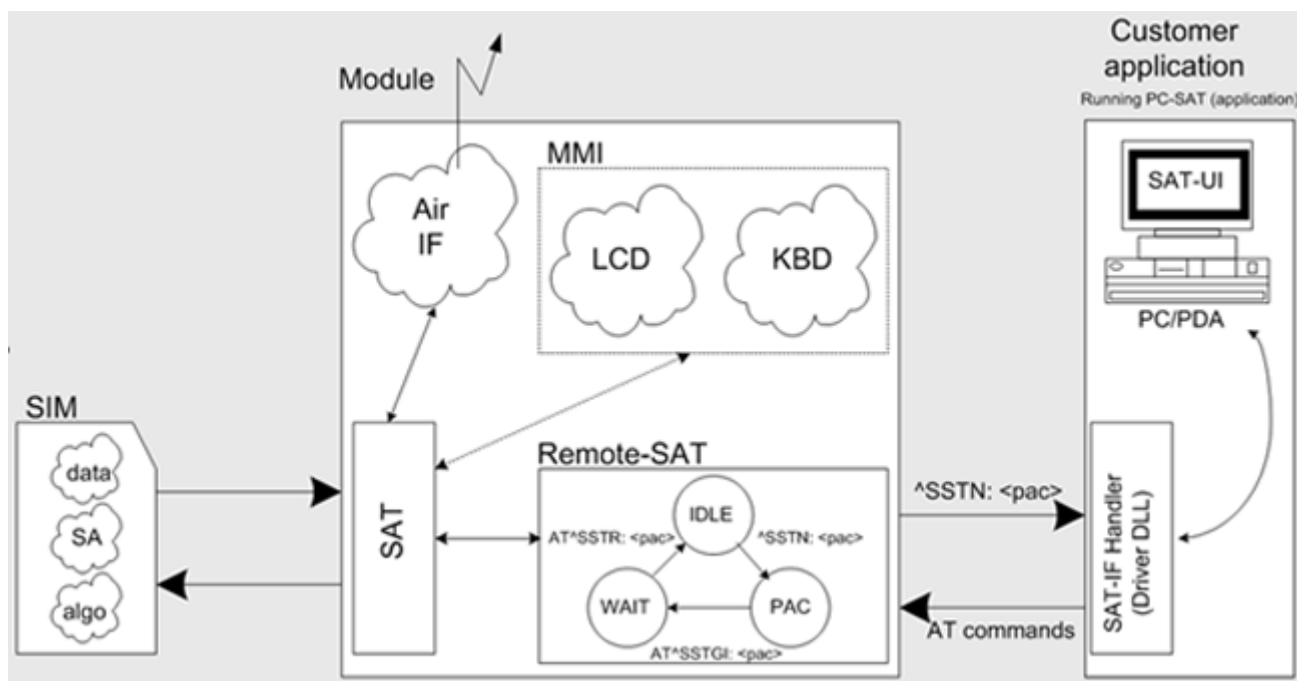 Customer
application
Running PC-SAT (application)
Module
MMI
SAT-UI
Air
IF
LCD
KBD
PC/PDA
SIM
data
SA
algo
SAT
Remote-SAT
IDLE
AT^SSTR: <pac>
^SSTN: <pac>
WAIT
PAC
AT^SSTGI: <pac>
^SSTN: <pac>
AT commands
SAT-IF Handler
(Driver DLL)